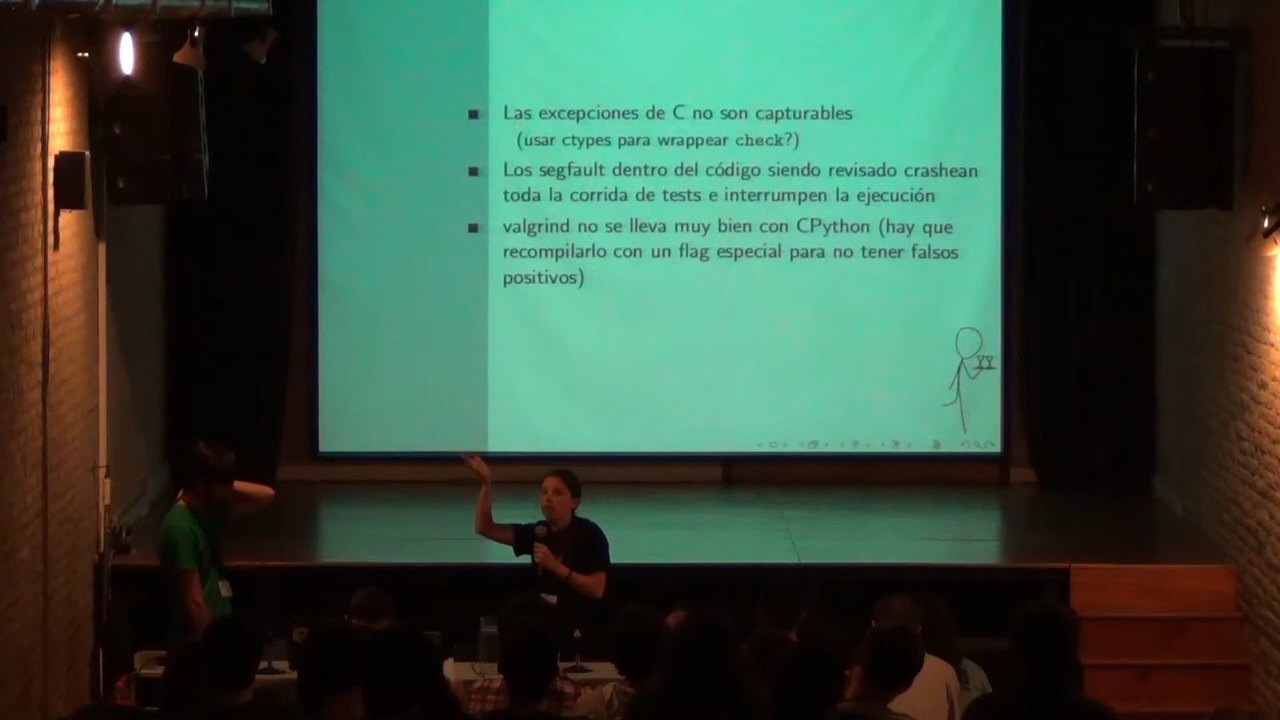 Las excepciones de C no son capturables
(usar ctypes para wrappear check?)
Los segfault dentro del código siendo revisado crashean
toda la corrida de tests e interrumpen la ejecución
valgrind no se lleva muy bien con CPython (hay que
recompilarlo con un flag especial para no tener falsos
positivos)